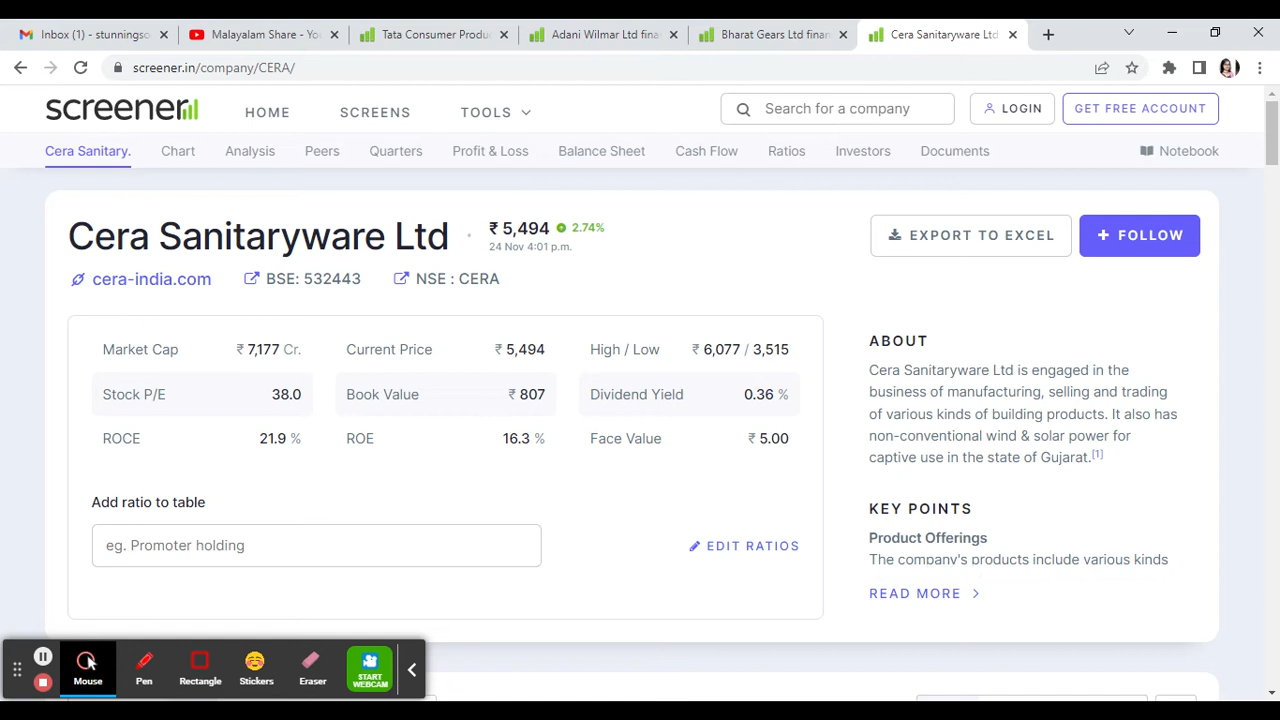 Inbox (1) - stunningso
Malayalam Share - Yo
Tata Consumer Produc
Adani Wilmar Ltd fina
Bharat Gears Ltd finan
Cera Sanitaryware Ltd
screener.in/company/CERA/
screener
HOME
SCREENS
TOOLS
Search for a company
LOGIN
GET FREE ACCOUNT
Cera Sanitary.
Chart
Analysis
Peers
Quarters
Profit & Loss
Balance Sheet
Cash Flow
Ratios
Investors
Documents
Notebook
Cera Sanitaryware Ltd
₹ 5,494 2.74%
24 Nov 4:01 p.m.
EXPORT TO EXCEL
+ FOLLOW
cera-india.com
BSE: 532443
NSE : CERA
Market Cap ₹ 7,177 Cr.
Current Price ₹ 5,494
High / Low ₹ 6,077 / 3,515
Stock P/E 38.0
Book Value ₹ 807
Dividend Yield 0.36 %
ROCE 21.9 %
ROE 16.3 %
Face Value ₹ 5.00
Add ratio to table
eg. Promoter holding
EDIT RATIOS
ABOUT
Cera Sanitaryware Ltd is engaged in the
business of manufacturing, selling and trading
of various kinds of building products. It also has
non-conventional wind & solar power for
captive use in the state of Gujarat.[1]
KEY POINTS
Product Offerings
The company's products include various kinds
READ MORE
Mouse
Pen
Rectangle
Stickers
Eraser
START
WEBCAM